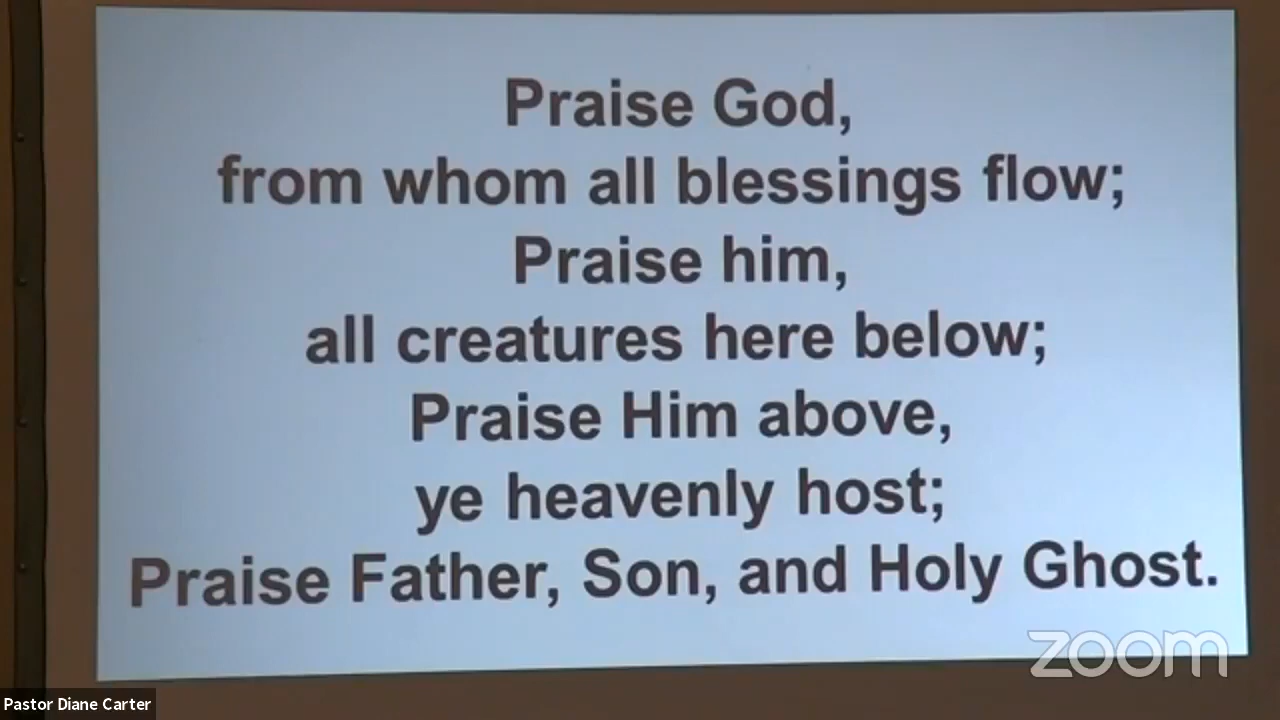 Praise God,
from whom all blessings flow;
Praise him,
all creatures here below;
Praise Him above,
ye heavenly host;
Praise Father, Son, and Holy Ghost.
zoom
Pastor Diane Carter